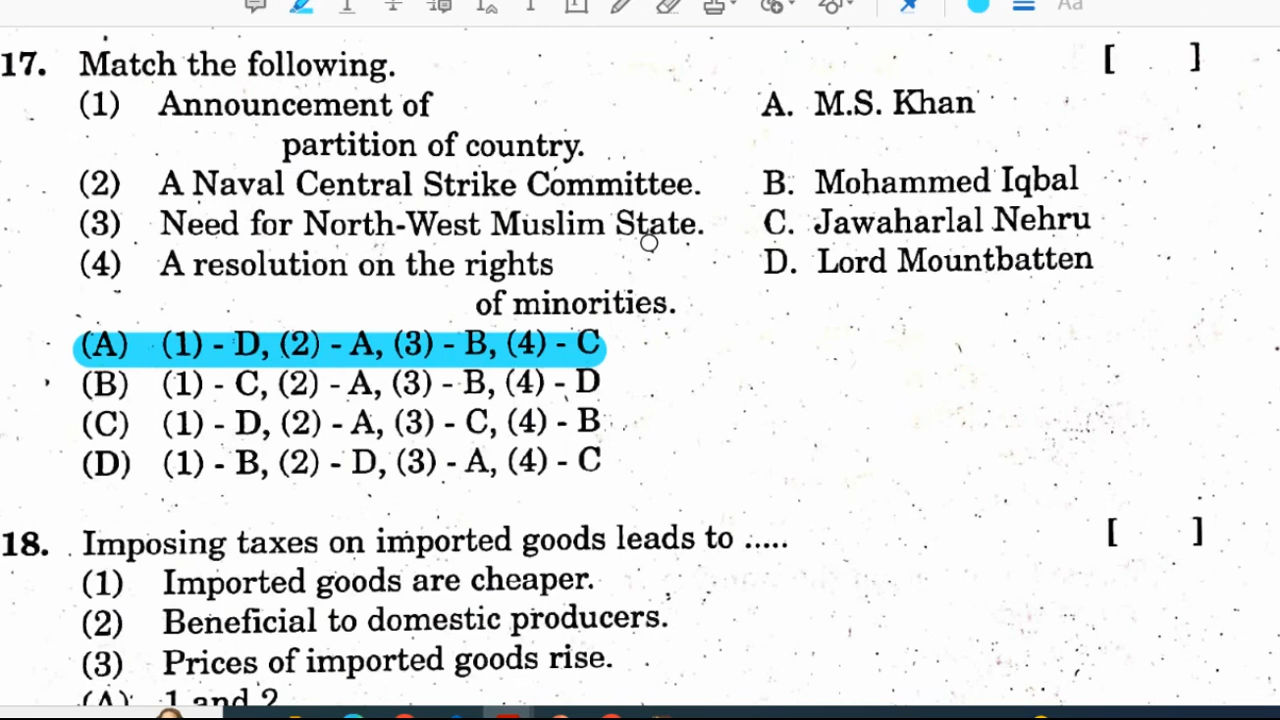 Aa
17. Match the following. [ ]
(1) Announcement of A. M.S. Khan
partition of country.
(2) A Naval Central Strike Committee. B. Mohammed Iqbal
(3) Need for North-West Muslim State. C. Jawaharlal Nehru
(4) A resolution on the rights D. Lord Mountbatten
of minorities.
(A) (1) - D, (2) - A, (3) - B, (4) - C
(B) (1) - C, (2) - A, (3) - B, (4) - D
(C) (1) - D, (2) - A, (3) - C, (4) - B
(D) (1) - B, (2) - D, (3) - A, (4) - C
18. Imposing taxes on imported goods leads to ..... [ ]
(1) Imported goods are cheaper.
(2) Beneficial to domestic producers.
(3) Prices of imported goods rise.
(A) 1 and 2